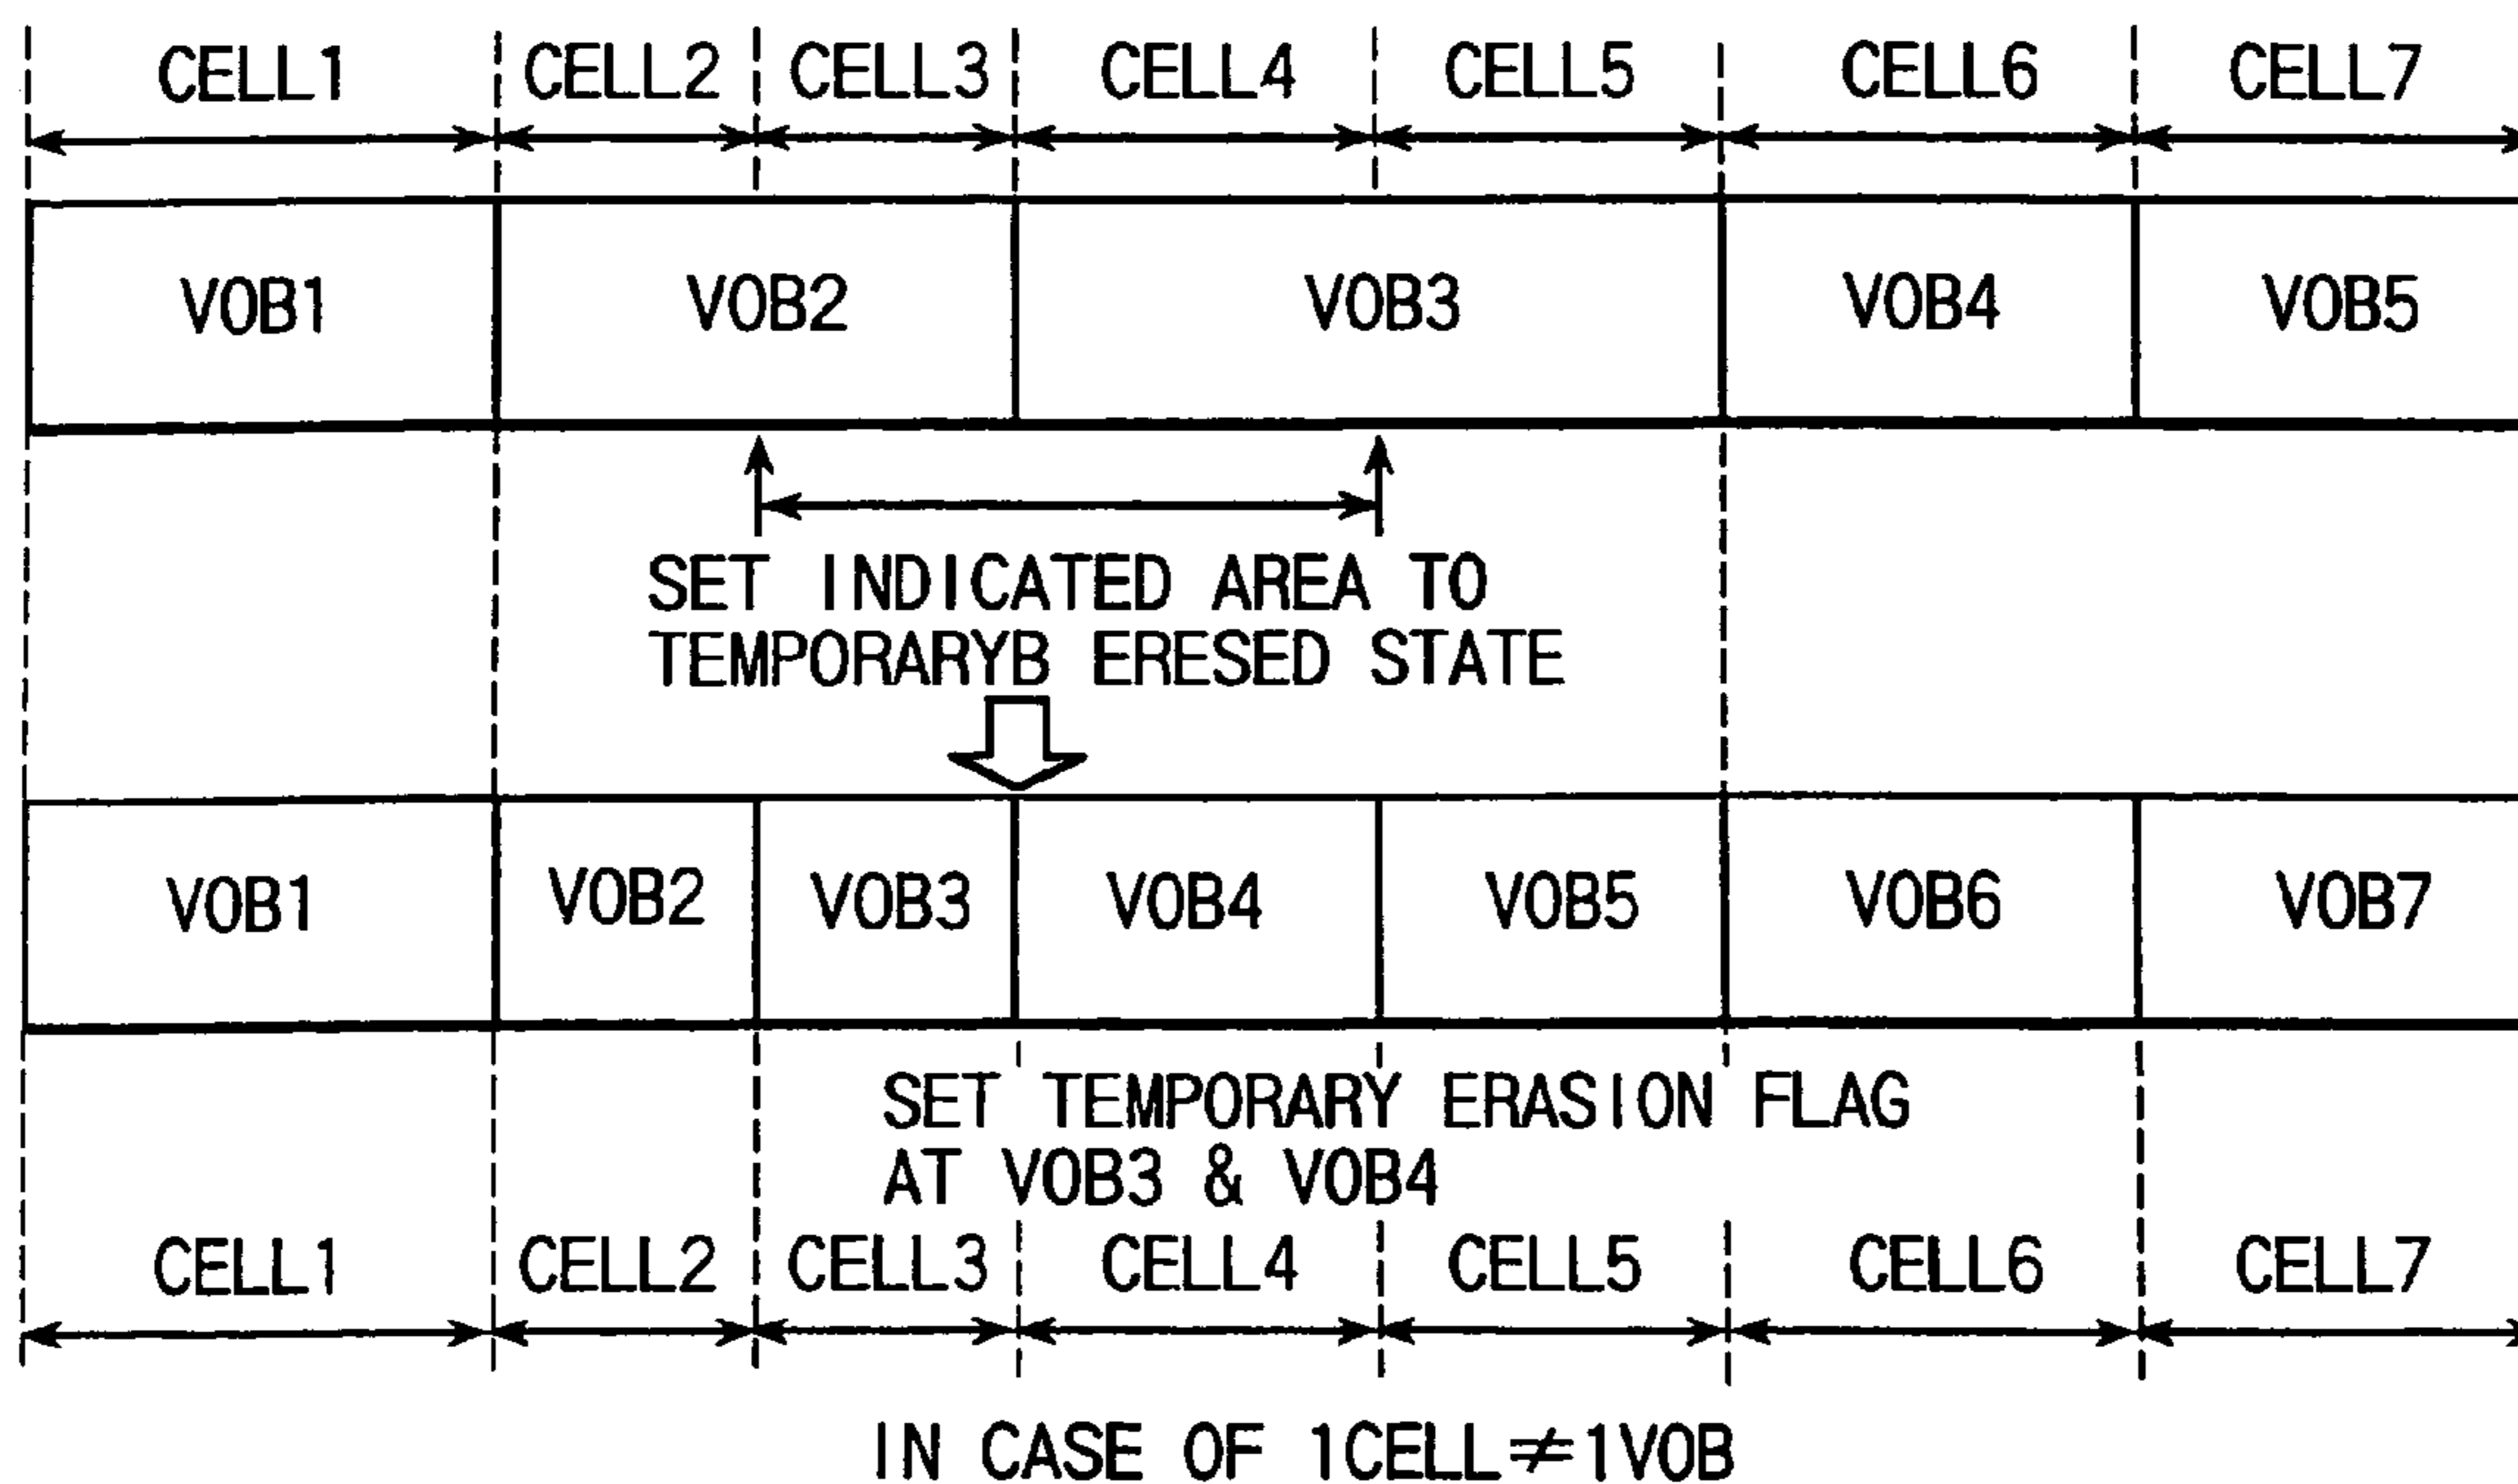 CELL1 CELL2 CELL3 CELL4 CELL5 CELL6 CELL7
VOB1 VOB2 VOB3 VOB4 VOB5
SET INDICATED AREA TO
TEMPORARYB ERESED STATE
VOB1 VOB2 VOB3 VOB4 VOB5 VOB6 VOB7
SET TEMPORARY ERASION FLAG
AT VOB3 & VOB4
CELL1 CELL2 CELL3 CELL4 CELL5 CELL6 CELL7
IN CASE OF 1CELL≠1VOB